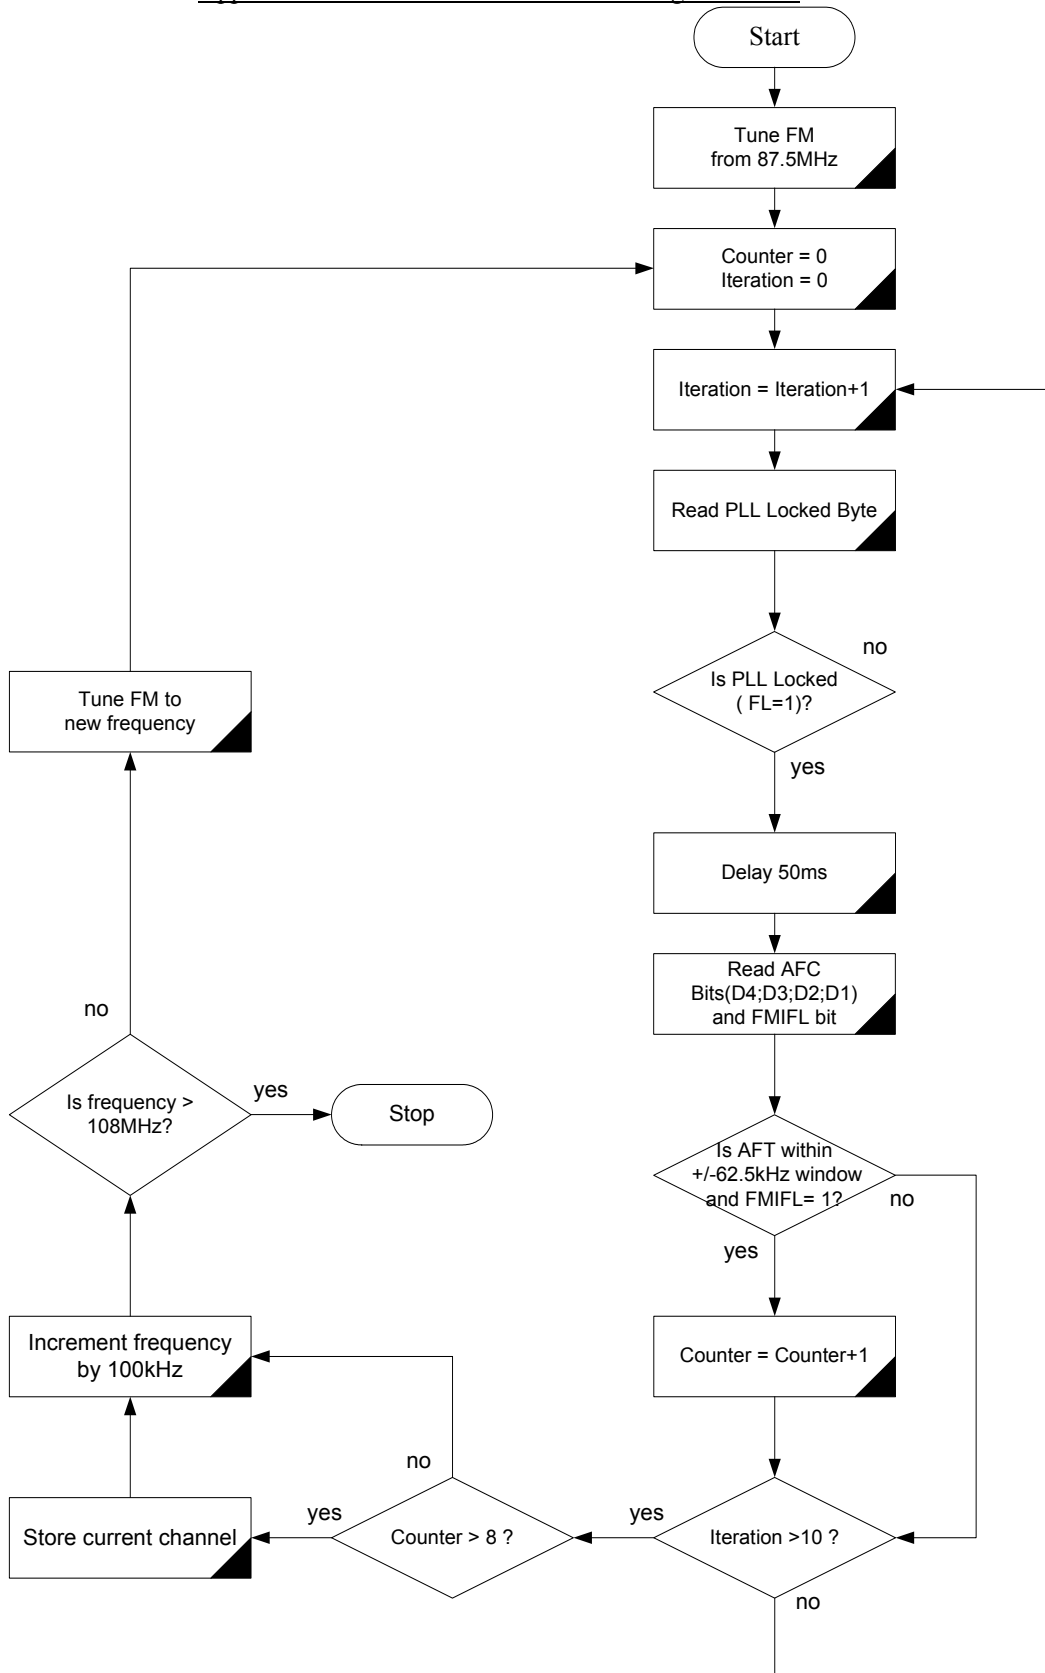 Start
Tune FM
from 87.5MHz
Counter = 0
Iteration = 0
Iteration = Iteration+1
Read PLL Locked Byte
no
Is PLL Locked
( FL=1)?
yes
Tune FM to
new frequency
Delay 50ms
Read AFC
Bits(D4;D3;D2;D1)
and FMIFL bit
no
Is frequency >
108MHz?
yes
Stop
Is AFT within
+/-62.5kHz window
and FMIFL= 1?
no
yes
Increment frequency
by 100kHz
Counter = Counter+1
no
Store current channel
yes
Counter > 8 ?
yes
Iteration >10 ?
no